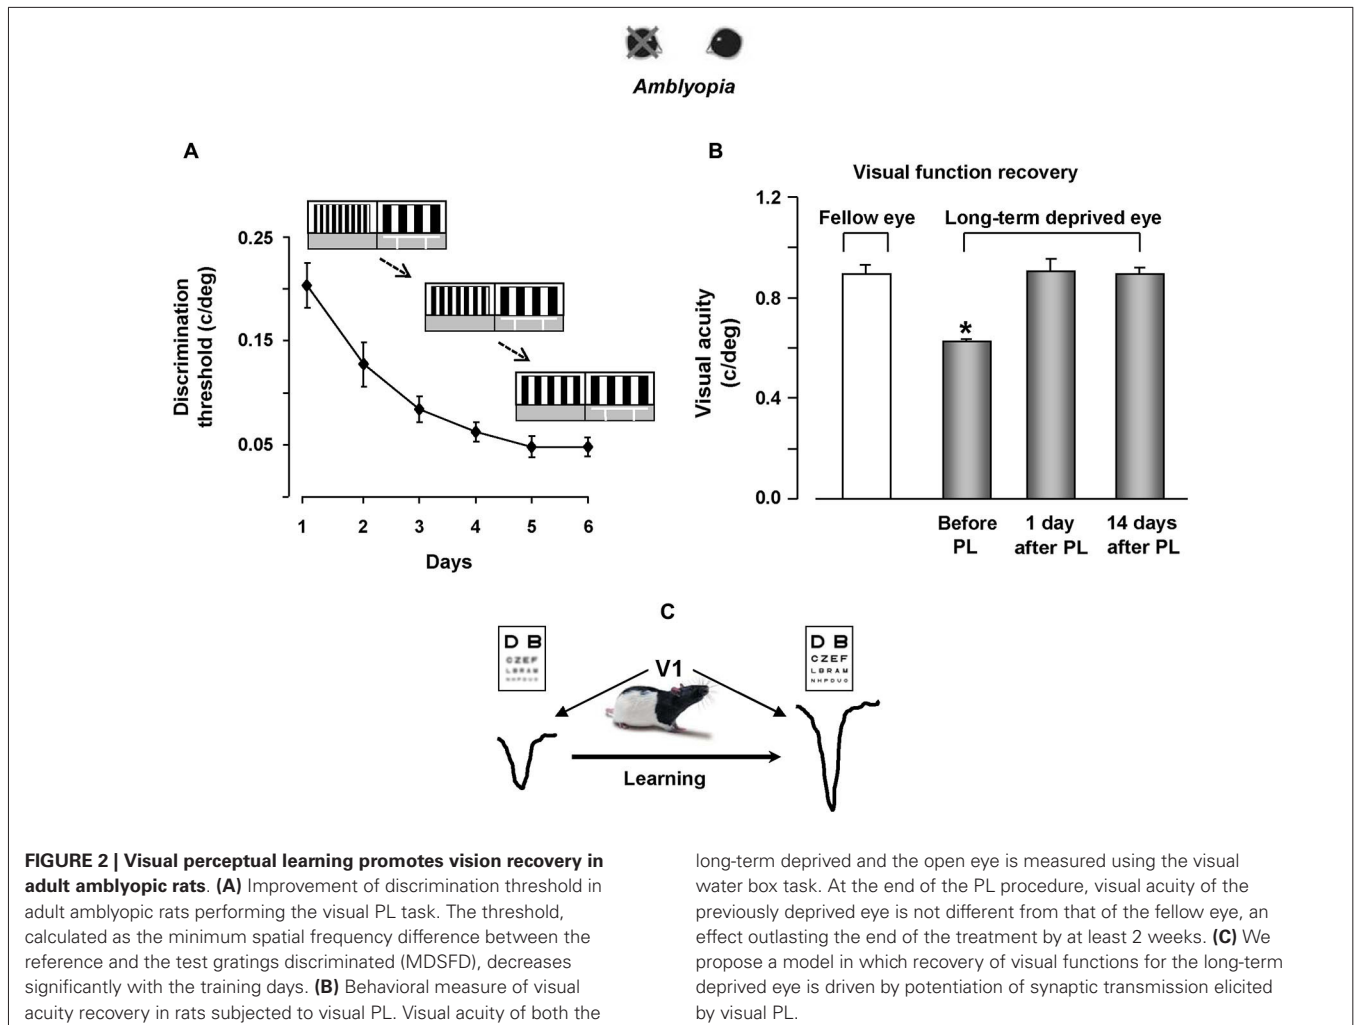 Amblyopia
A
0.25
0.15
0.05
Discrimination
threshold (c/deg)
1 2 3 4 5 6
Days
B
Visual function recovery
Fellow eye Long-term deprived eye
1.2
0.8
0.4
0.0
Visual acuity
(c/deg)
Before
PL
1 day
after PL
14 days
after PL
C
D B
CZEF
LBRAM
NHPDUG
V1
D B
CZEF
LBRAM
NHPDUG
Learning
FIGURE 2 | Visual perceptual learning promotes vision recovery in
adult amblyopic rats. (A) Improvement of discrimination threshold in
adult amblyopic rats performing the visual PL task. The threshold,
calculated as the minimum spatial frequency difference between the
reference and the test gratings discriminated (MDSFD), decreases
significantly with the training days. (B) Behavioral measure of visual
acuity recovery in rats subjected to visual PL. Visual acuity of both the
long-term deprived and the open eye is measured using the visual
water box task. At the end of the PL procedure, visual acuity of the
previously deprived eye is not different from that of the fellow eye, an
effect outlasting the end of the treatment by at least 2 weeks. (C) We
propose a model in which recovery of visual functions for the long-term
deprived eye is driven by potentiation of synaptic transmission elicited
by visual PL.